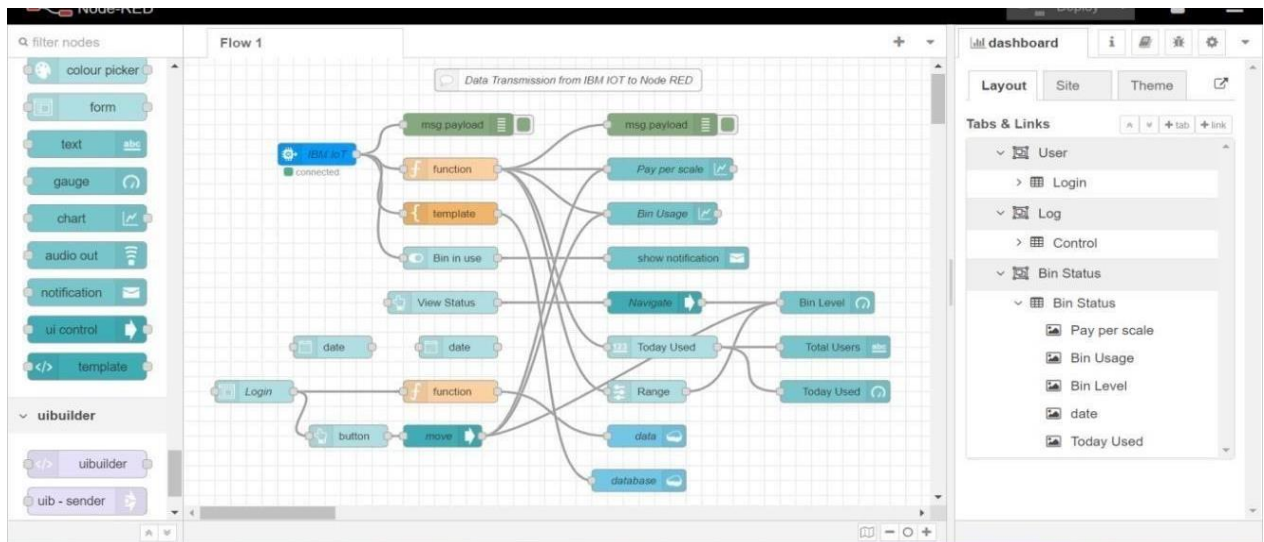 Node-RED
Deploy
filter nodes
colour picker
form
text
abc
gauge
chart
audio out
notification
ui control
</> template
uibuilder
</> uibuilder
uib - sender
Flow 1
Data Transmission from IBM IOT to Node RED
msg.payload
msg.payload
IBM IoT
connected
f function
Pay per scale
{ template
Bin Usage
Bin in use
show notification
View Status
Navigate
Bin Level
date
date
123 Today Used
Total Users abc
Login
f function
Range
Today Used
button
move
data
database
dashboard
i
Layout
Site
Theme
Tabs & Links
+ tab
+ link
User
Login
Log
Control
Bin Status
Bin Status
Pay per scale
Bin Usage
Bin Level
date
Today Used